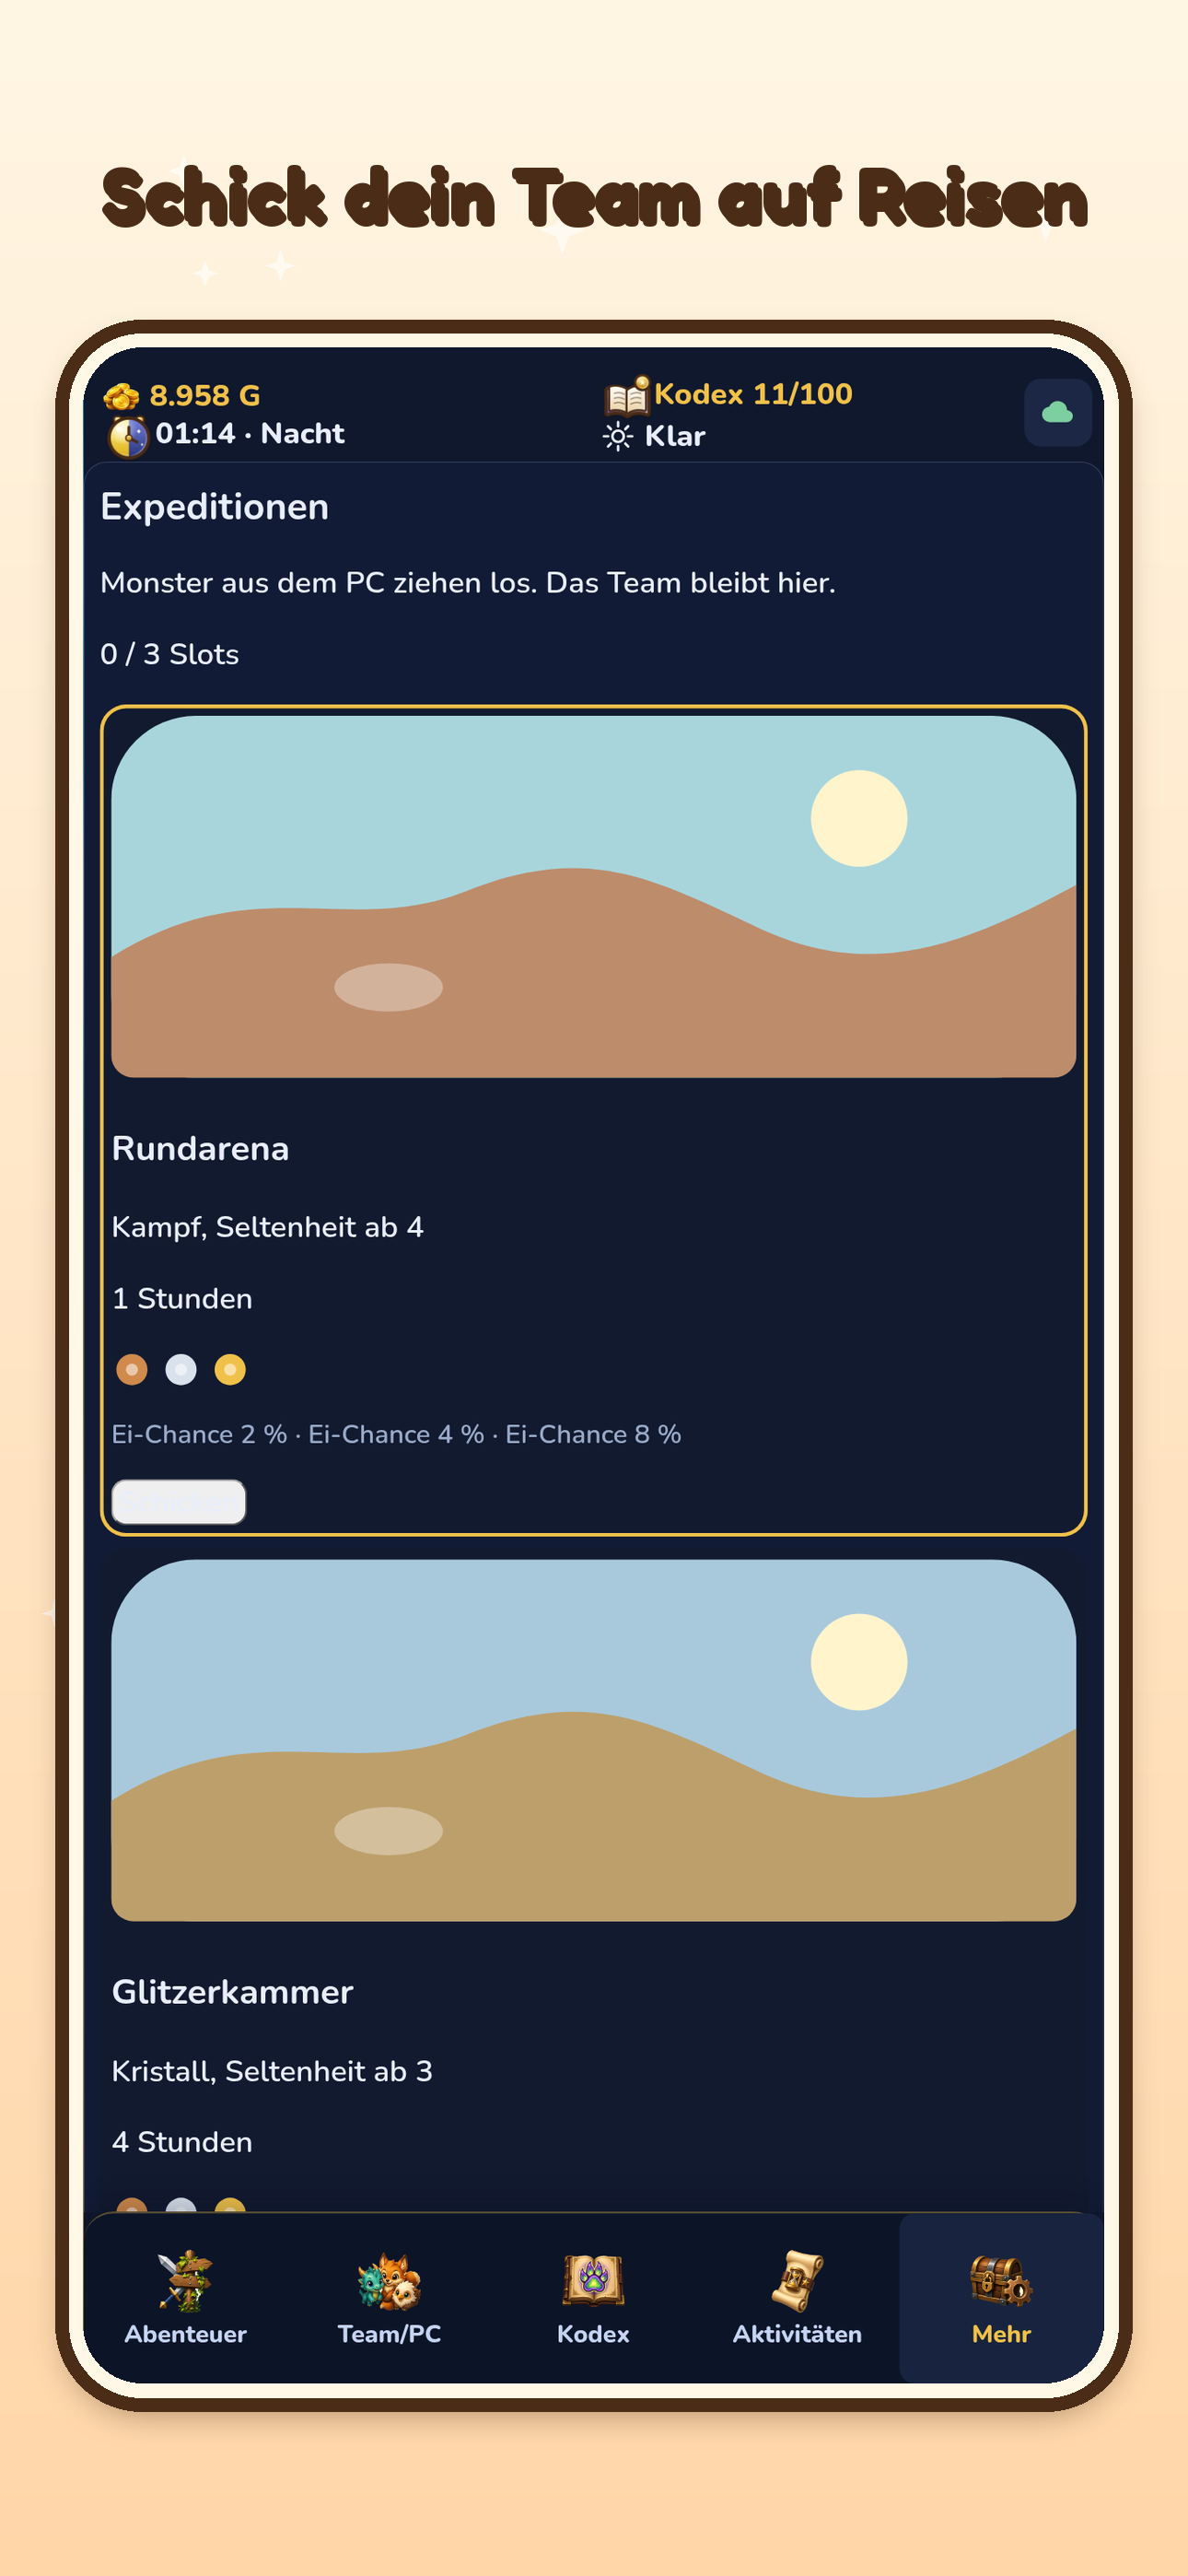 Schick dein Team auf Reisen
8.958 G
Kodex 11/100
01:14 · Nacht
Klar
Expeditionen
Monster aus dem PC ziehen los. Das Team bleibt hier.
0 / 3 Slots
Rundarena
Kampf, Seltenheit ab 4
1 Stunden
Ei-Chance 2 % · Ei-Chance 4 % · Ei-Chance 8 %
Glitzerkammer
Kristall, Seltenheit ab 3
4 Stunden
Abenteuer
Team/PC
Kodex
Aktivitäten
Mehr